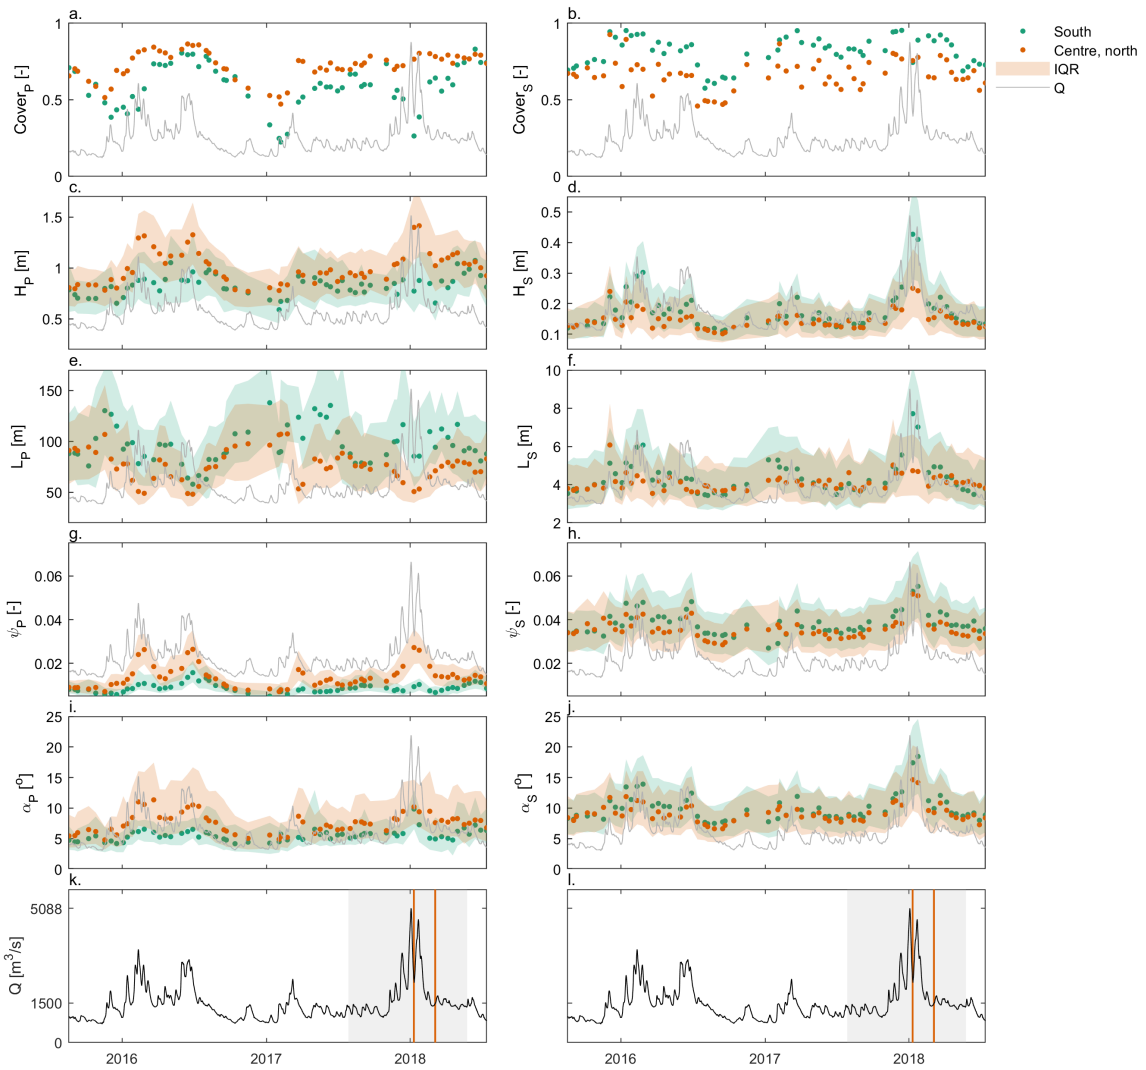 a.
1
0.5
0
Cover_P [-]
b.
1
0.5
0
Cover_S [-]
South
Centre, north
IQR
Q
c.
1.5
1
0.5
H_P [m]
d.
0.5
0.4
0.3
0.2
0.1
H_S [m]
e.
150
100
50
L_P [m]
f.
10
8
6
4
2
L_S [m]
g.
0.06
0.04
0.02
ψ_P [-]
h.
0.06
0.04
0.02
ψ_S [-]
i.
25
20
15
10
5
0
α_P [°]
j.
25
20
15
10
5
0
α_S [°]
k.
5088
1500
0
Q [m³/s]
2016 2017 2018
l.
2016 2017 2018